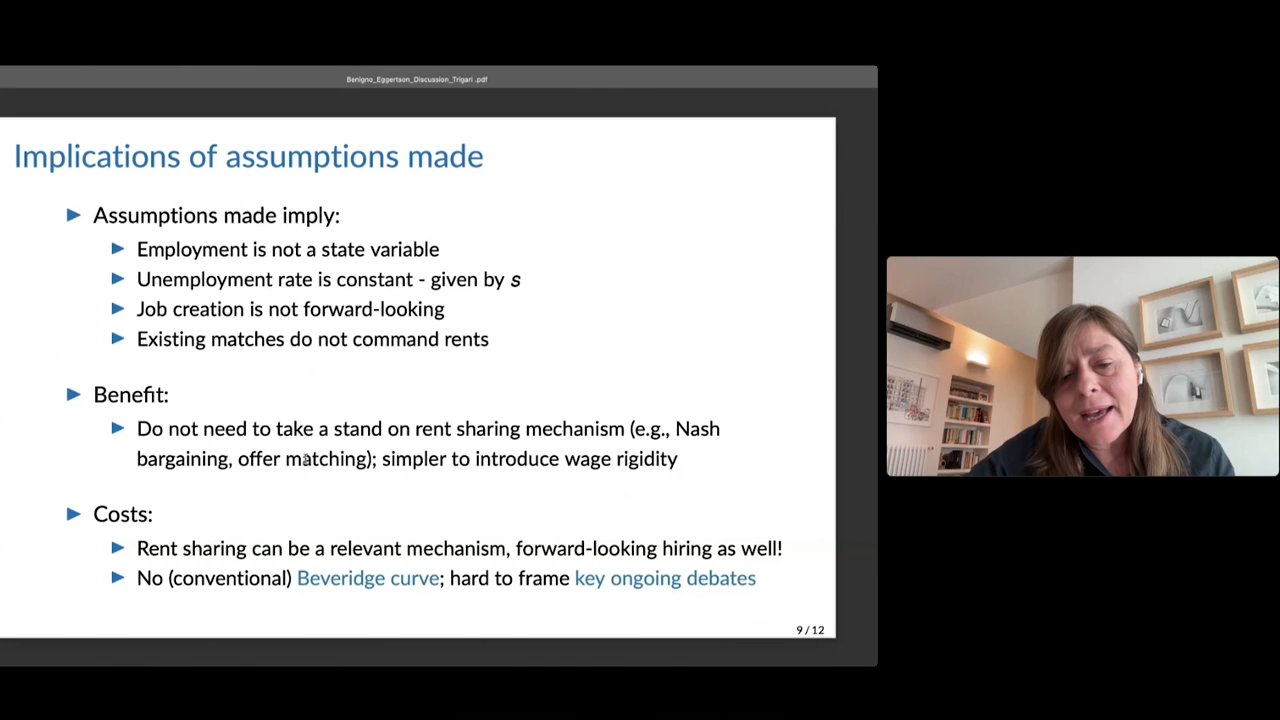 Benigno_Eggertson_Discussion_Trigari .pdf
Implications of assumptions made
Assumptions made imply:
Employment is not a state variable
Unemployment rate is constant - given by s
Job creation is not forward-looking
Existing matches do not command rents
Benefit:
Do not need to take a stand on rent sharing mechanism (e.g., Nash
bargaining, offer matching); simpler to introduce wage rigidity
Costs:
Rent sharing can be a relevant mechanism, forward-looking hiring as well!
No (conventional) Beveridge curve; hard to frame key ongoing debates
9 / 12